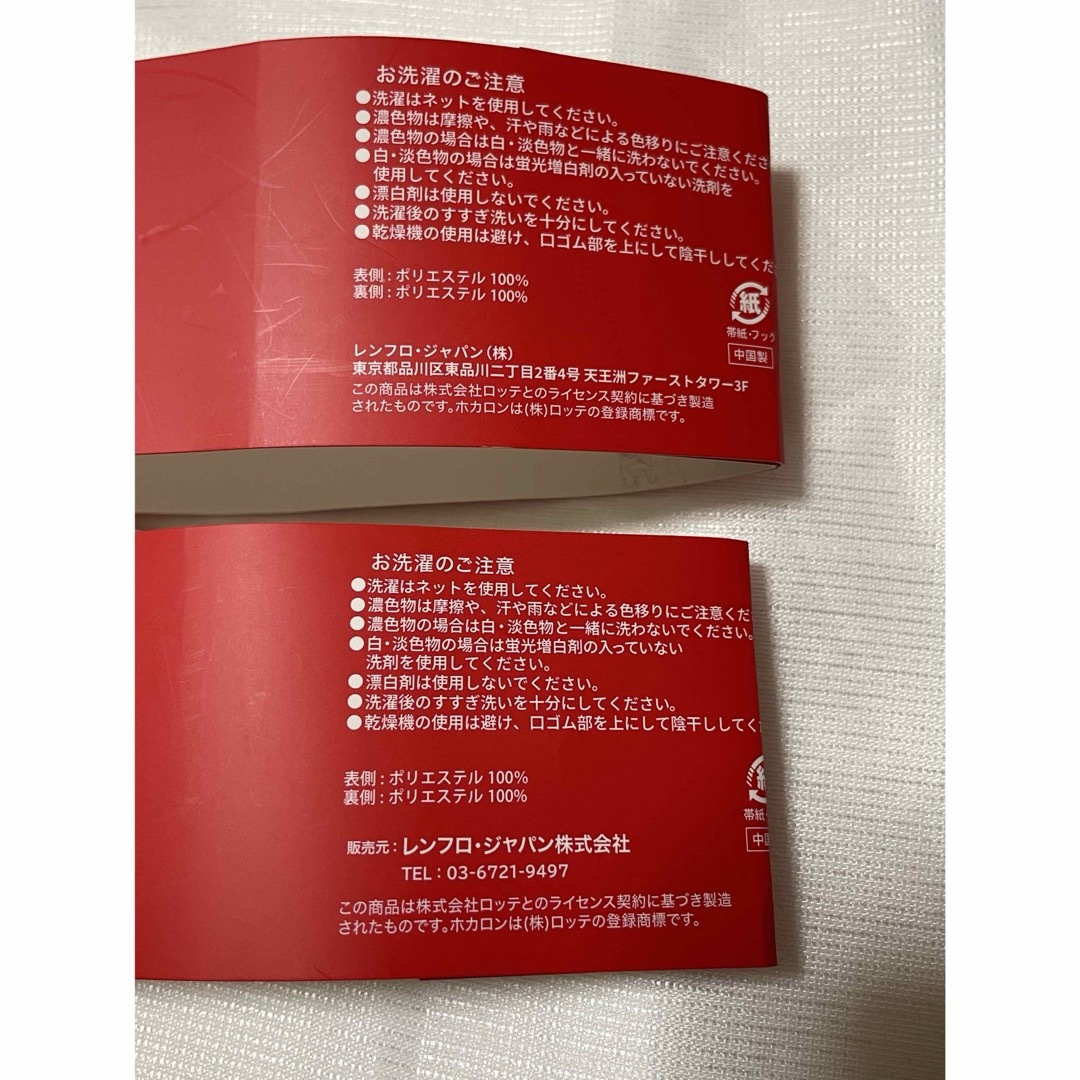 お洗濯のご注意
●洗濯はネットを使用してください。
●濃色物は摩擦や、汗や雨などによる色移りにご注意くださ
●濃色物の場合は白・淡色物と一緒に洗わないでください。
●白・淡色物の場合は蛍光増白剤の入っていない洗剤を
使用してください。
●漂白剤は使用しないでください。
●洗濯後のすすぎ洗いを十分にしてください。
●乾燥機の使用は避け、口ゴム部を上にして陰干ししてくだ
表側：ポリエステル 100%
裏側：ポリエステル 100%
紙
帯紙・フック
中国製
レンフロ・ジャパン（株）
東京都品川区東品川二丁目2番4号 天王洲ファーストタワー3F
この商品は株式会社ロッテとのライセンス契約に基づき製造
されたものです。ホカロンは(株)ロッテの登録商標です。
お洗濯のご注意
●洗濯はネットを使用してください。
●濃色物は摩擦や、汗や雨などによる色移りにご注意くだ
●濃色物の場合は白・淡色物と一緒に洗わないでください。
●白・淡色物の場合は蛍光増白剤の入っていない
洗剤を使用してください。
●漂白剤は使用しないでください。
●洗濯後のすすぎ洗いを十分にしてください。
●乾燥機の使用は避け、口ゴム部を上にして陰干ししてく
表側：ポリエステル 100%
裏側：ポリエステル 100%
紙
帯紙・
中国
販売元：レンフロ・ジャパン株式会社
TEL：03-6721-9497
この商品は株式会社ロッテとのライセンス契約に基づき製造
されたものです。ホカロンは(株)ロッテの登録商標です。